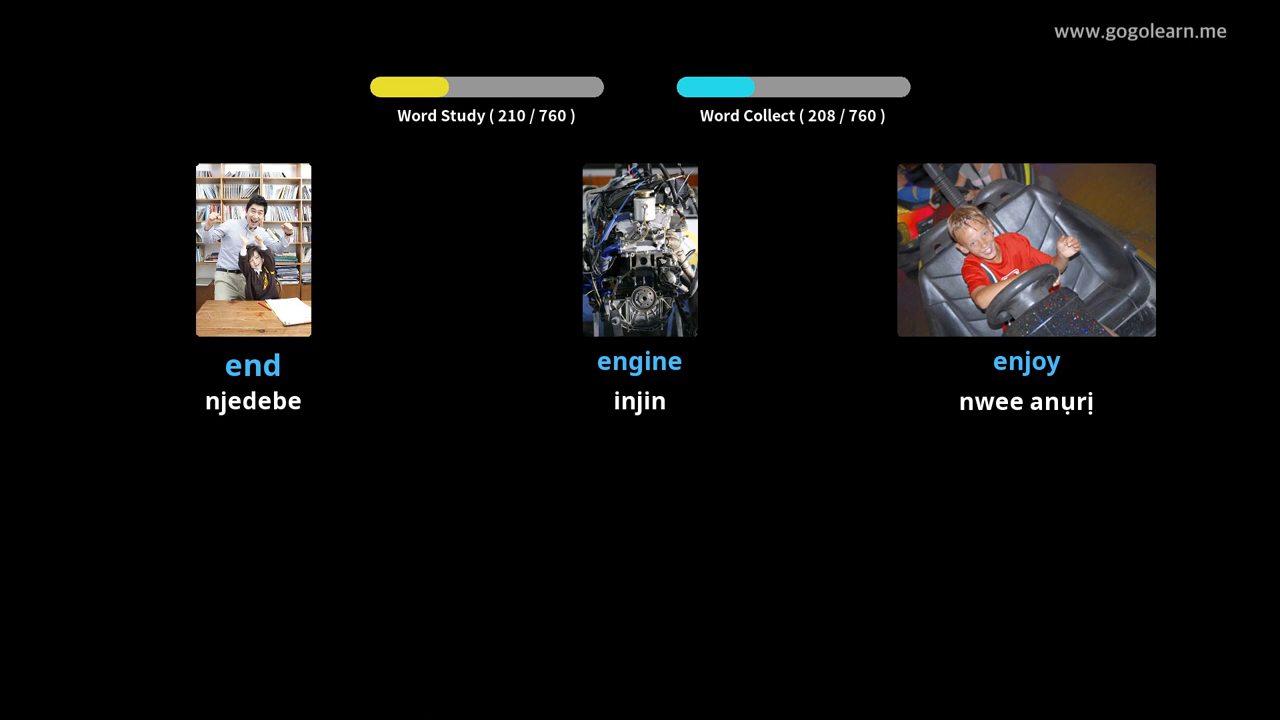 www.gogolearn.me
Word Study ( 210 / 760 )
Word Collect ( 208 / 760 )
end
njedebe
engine
injin
enjoy
nwee anụrị